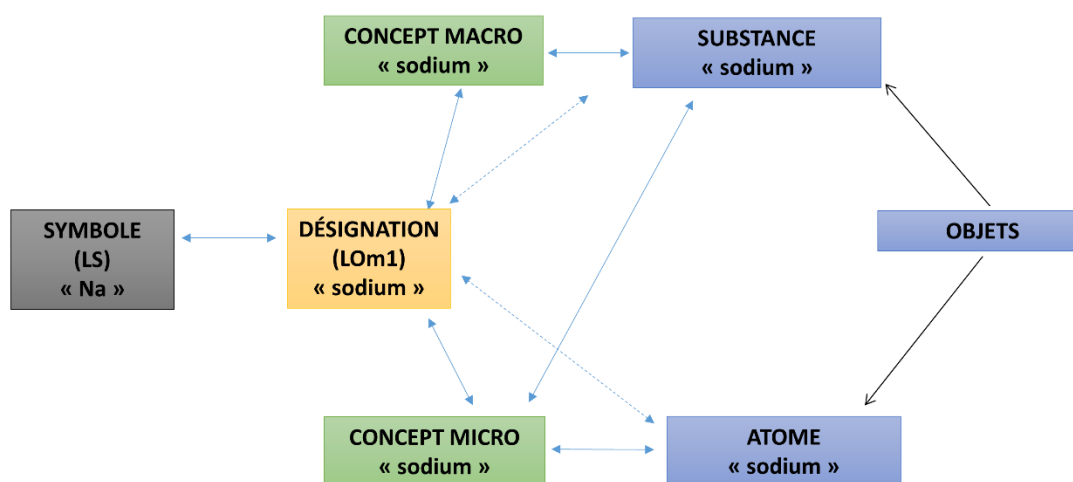 CONCEPT MACRO
« sodium »
SUBSTANCE
« sodium »
SYMBOLE
(LS)
« Na »
DÉSIGNATION
(LOm1)
« sodium »
OBJETS
CONCEPT MICRO
« sodium »
ATOME
« sodium »